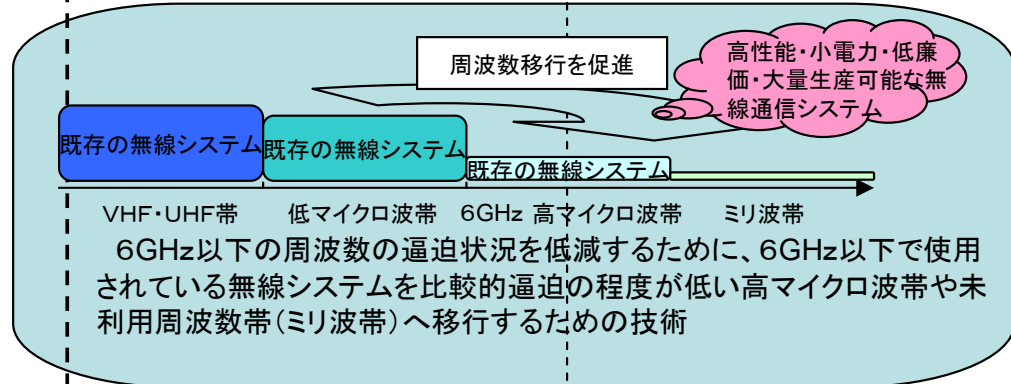 周波数移行を促進
高性能・小電力・低廉
価・大量生産可能な無
線通信システム
既存の無線システム
既存の無線システム
既存の無線システム
VHF・UHF帯
低マイクロ波帯
6GHz
高マイクロ波帯
ミリ波帯
6GHz以下の周波数の逼迫状況を低減するために、6GHz以下で使用
されている無線システムを比較的逼迫の程度が低い高マイクロ波帯や未
利用周波数帯(ミリ波帯)へ移行するための技術